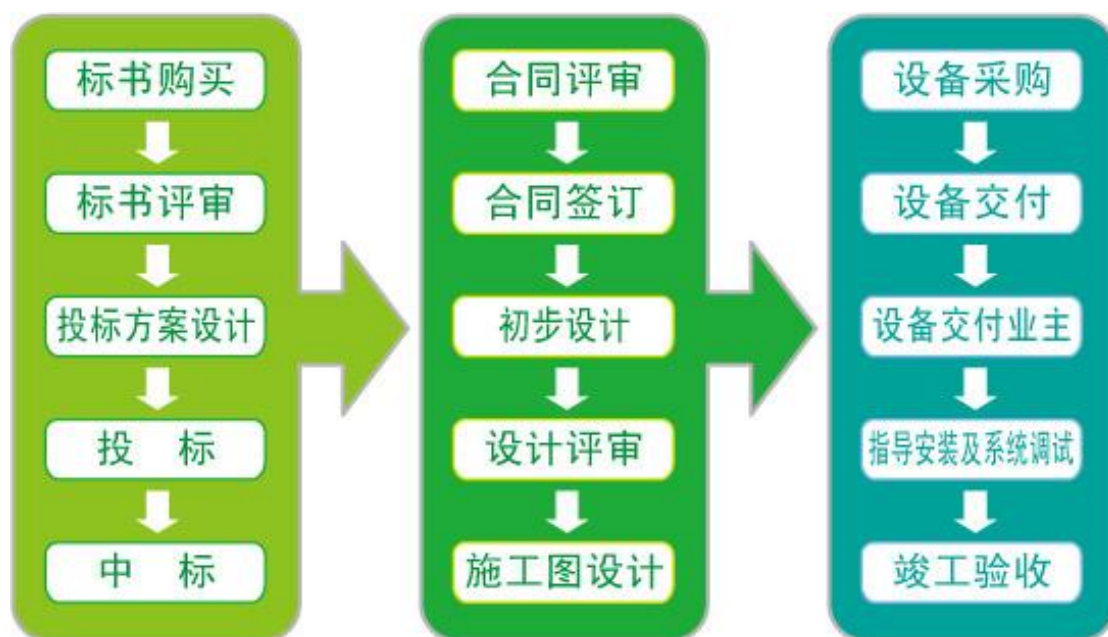 标书购买
标书评审
投标方案设计
投 标
中 标
合同评审
合同签订
初步设计
设计评审
施工图设计
设备采购
设备交付
设备交付业主
指导安装及系统调试
竣工验收